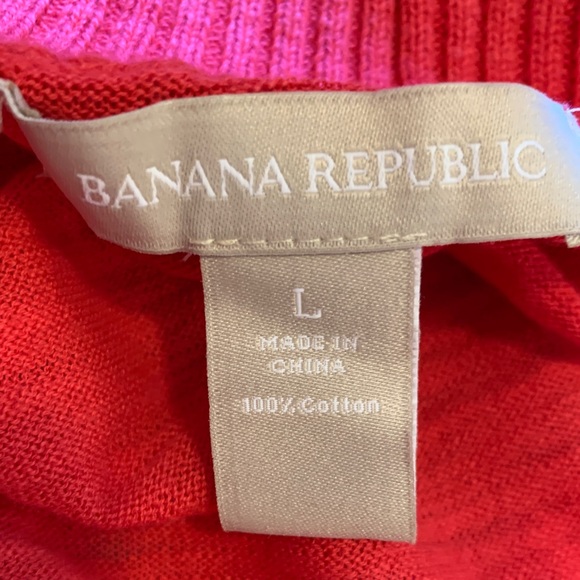 BANANA REPUBLIC
L
MADE IN
CHINA
100% Cotton